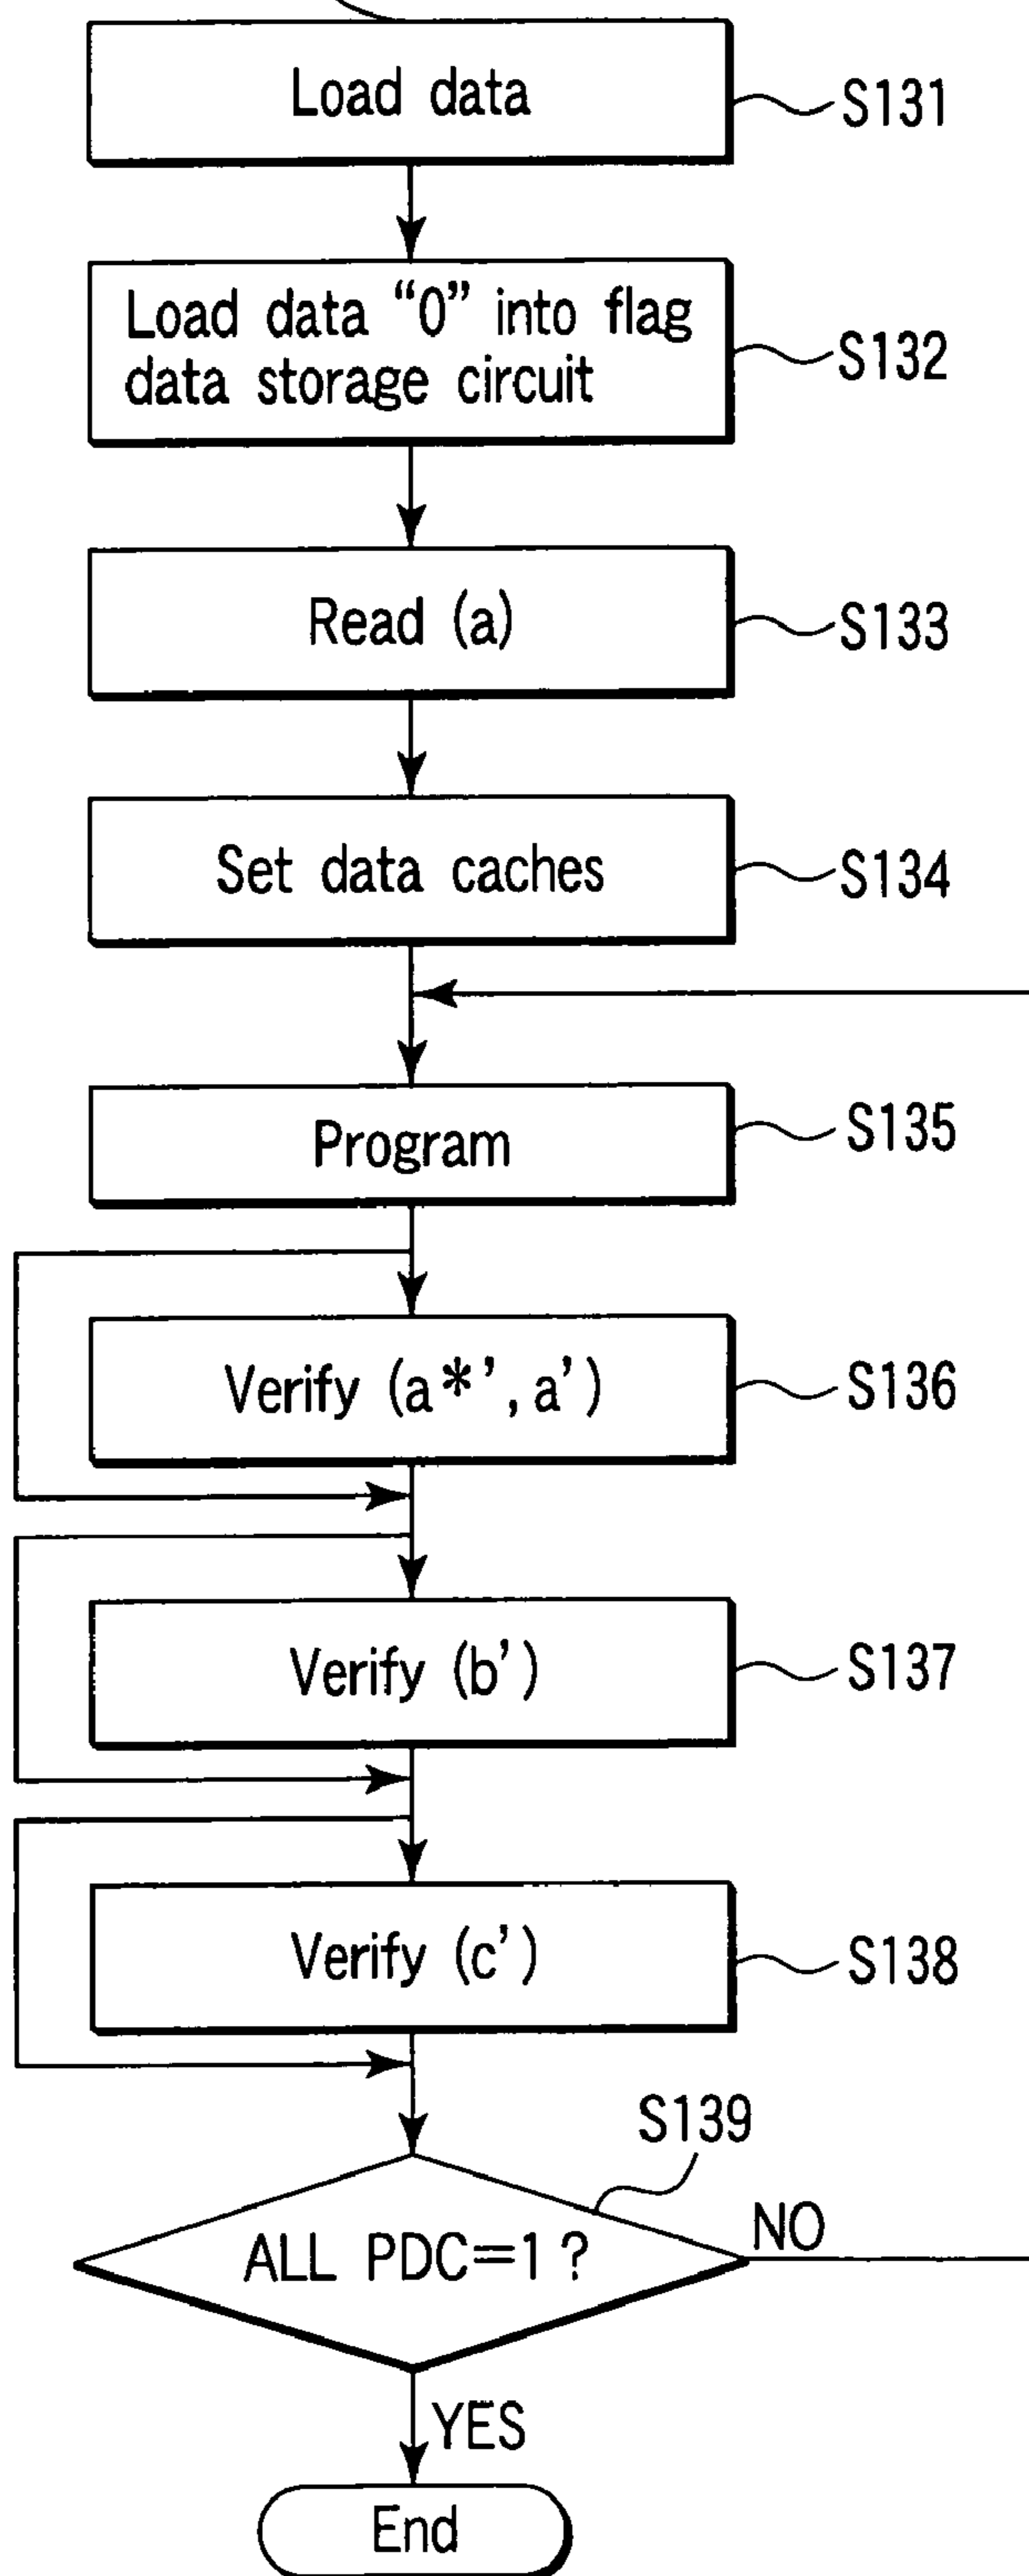 Load data
S131
Load data “0” into flag
data storage circuit
S132
Read (a)
S133
Set data caches
S134
Program
S135
Verify (a*’, a’)
S136
Verify (b’)
S137
Verify (c’)
S138
S139
ALL PDC=1?
NO
YES
End